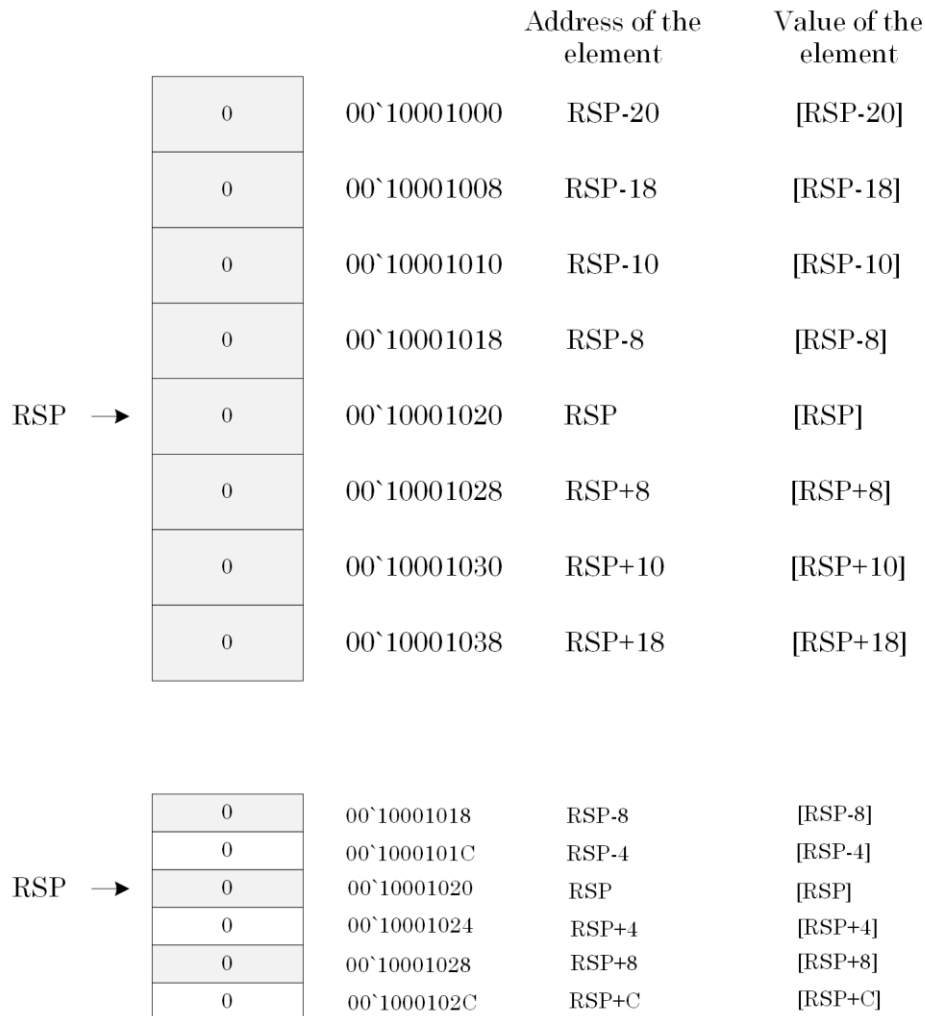 Address of the Value of the
element element
0 00`10001000 RSP-20 [RSP-20]
0 00`10001008 RSP-18 [RSP-18]
0 00`10001010 RSP-10 [RSP-10]
0 00`10001018 RSP-8 [RSP-8]
RSP 0 00`10001020 RSP [RSP]
0 00`10001028 RSP+8 [RSP+8]
0 00`10001030 RSP+10 [RSP+10]
0 00`10001038 RSP+18 [RSP+18]
0 00`10001018 RSP-8 [RSP-8]
0 00`1000101C RSP-4 [RSP-4]
RSP 0 00`10001020 RSP [RSP]
0 00`10001024 RSP+4 [RSP+4]
0 00`10001028 RSP+8 [RSP+8]
0 00`1000102C RSP+C [RSP+C]